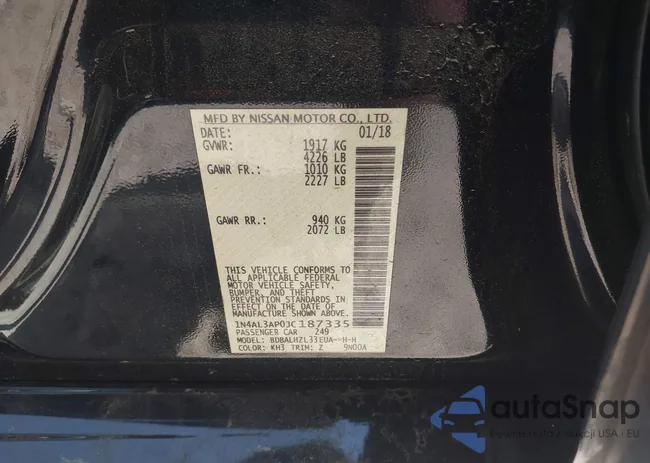 MFD BY NISSAN MOTOR CO., LTD.
DATE: 01/18
GVWR: 1917 KG
4226 LB
GAWR FR.: 1010 KG
2227 LB
GAWR RR.: 940 KG
2072 LB
THIS VEHICLE CONFORMS TO
ALL APPLICABLE FEDERAL
MOTOR VEHICLE SAFETY,
BUMPER, AND THEFT
PREVENTION STANDARDS
IN EFFECT ON THE DATE
OF MANUFACTURE
SHOWN ABOVE.
1N4AL3AP0JC187335
PASSENGER CAR 249
MODEL: BDBALHZL33EUA--H-H
COLOR: KH3 TRIM: Z 9N00A
autoSnap
USA · EU